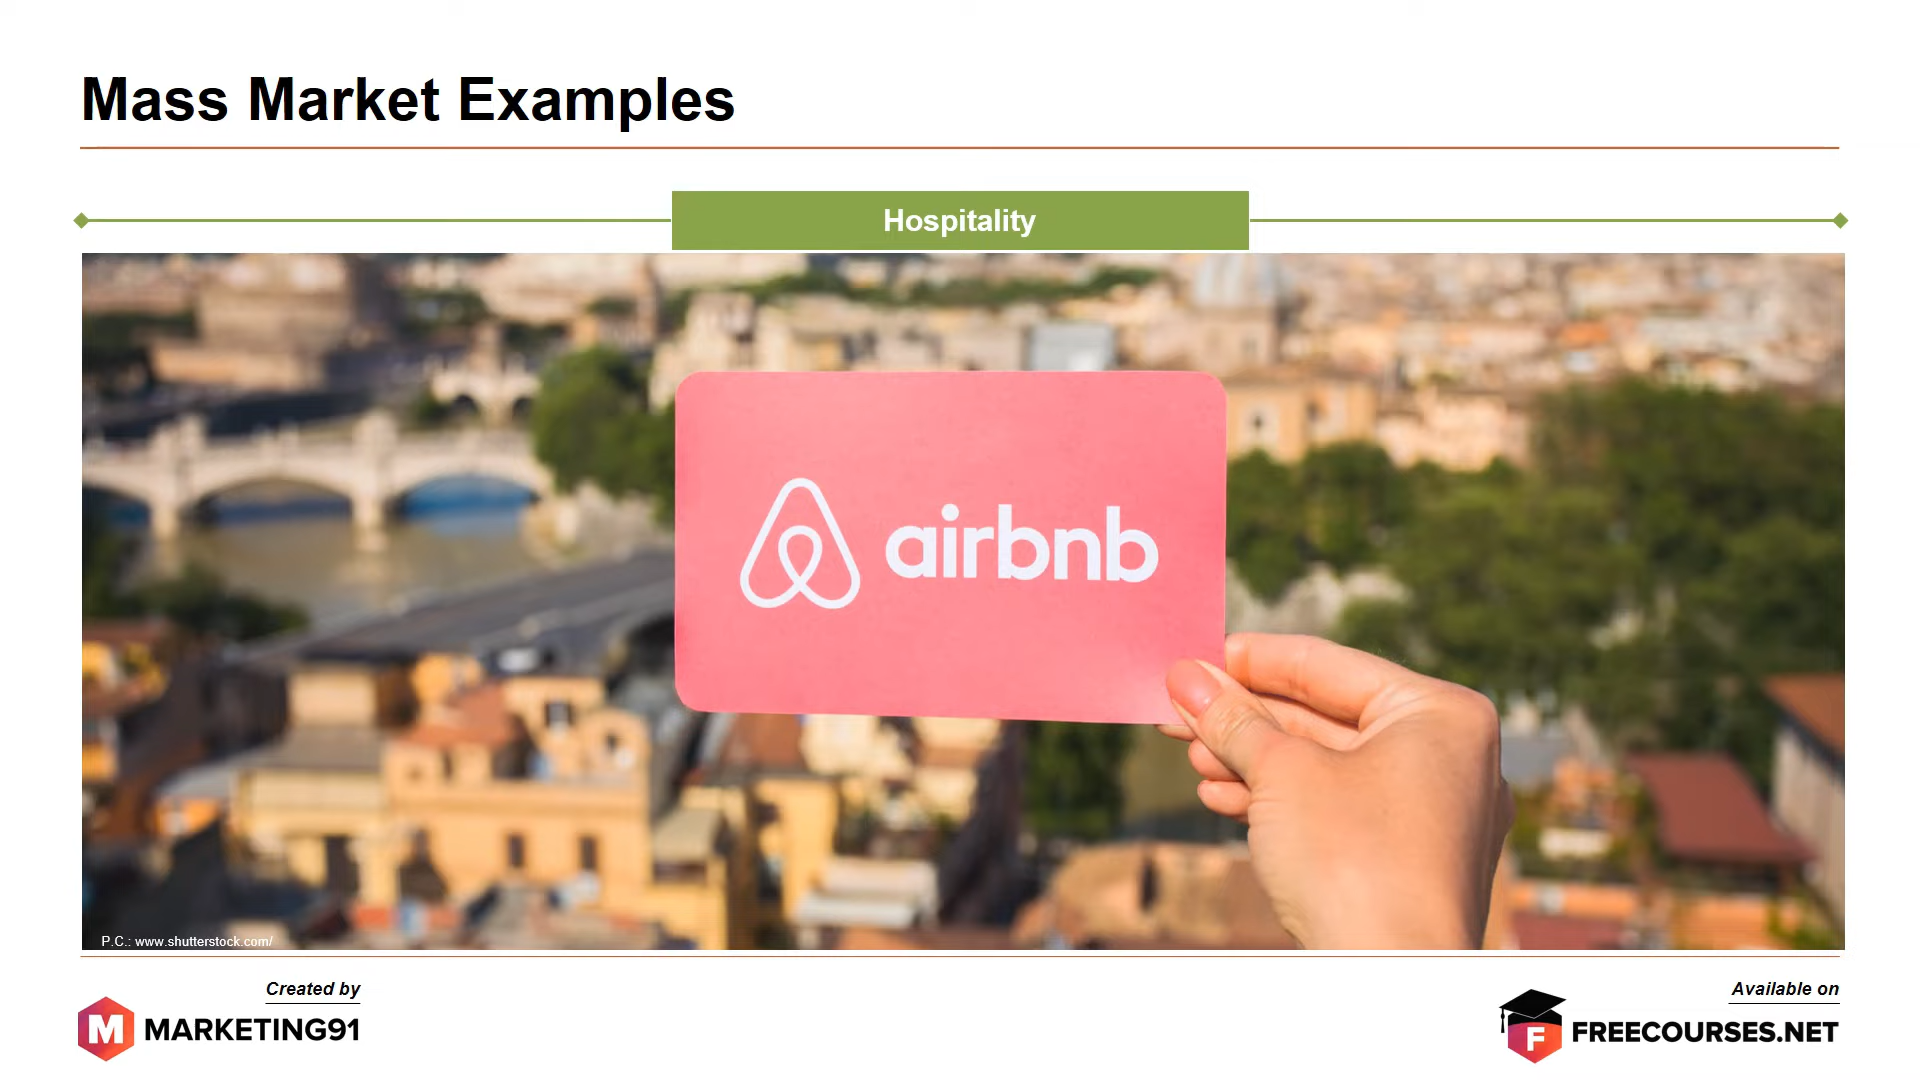 Mass Market Examples
Hospitality
airbnb
P.C.: www.shutterstock.com/
Created by
M MARKETING91
Available on
F FREECOURSES.NET